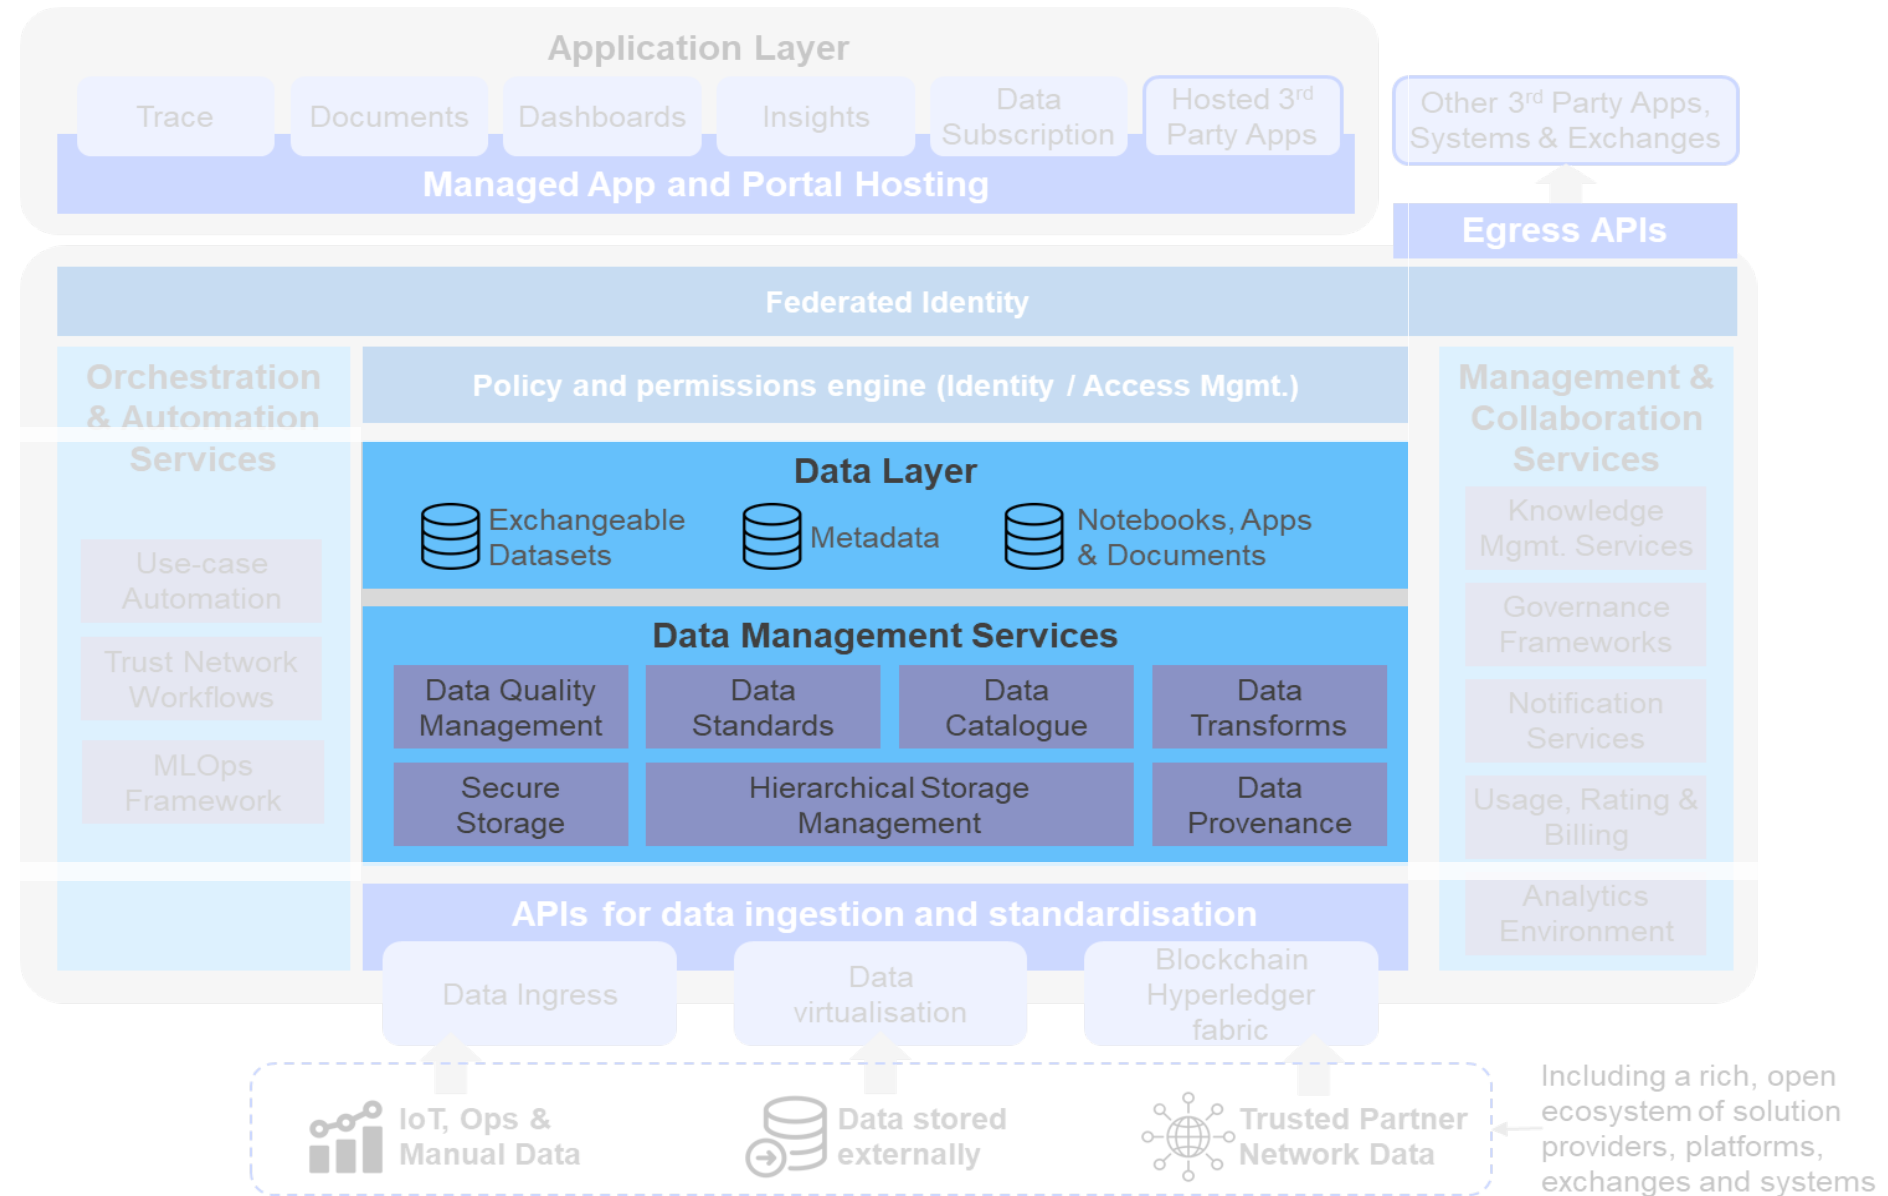 Application Layer
Trace
Documents
Dashboards
Insights
Data
Subscription
Hosted 3rd
Party Apps
Managed App and Portal Hosting
Other 3rd Party Apps,
Systems & Exchanges
Egress APIs
Federated Identity
Orchestration
& Automation
Services
Use-case
Automation
Trust Network
Workflows
MLOps
Framework
Policy and permissions engine (Identity / Access Mgmt.)
Data Layer
Exchangeable
Datasets
Metadata
Notebooks, Apps
& Documents
Data Management Services
Data Quality
Management
Data
Standards
Data
Catalogue
Data
Transforms
Secure
Storage
Hierarchical Storage
Management
Data
Provenance
Management &
Collaboration
Services
Knowledge
Mgmt. Services
Governance
Frameworks
Notification
Services
Usage, Rating &
Billing
Analytics
Environment
APIs for data ingestion and standardisation
Data Ingress
Data
virtualisation
Blockchain
Hyperledger
fabric
IoT, Ops &
Manual Data
Data stored
externally
Trusted Partner
Network Data
Including a rich, open
ecosystem of solution
providers, platforms,
exchanges and systems